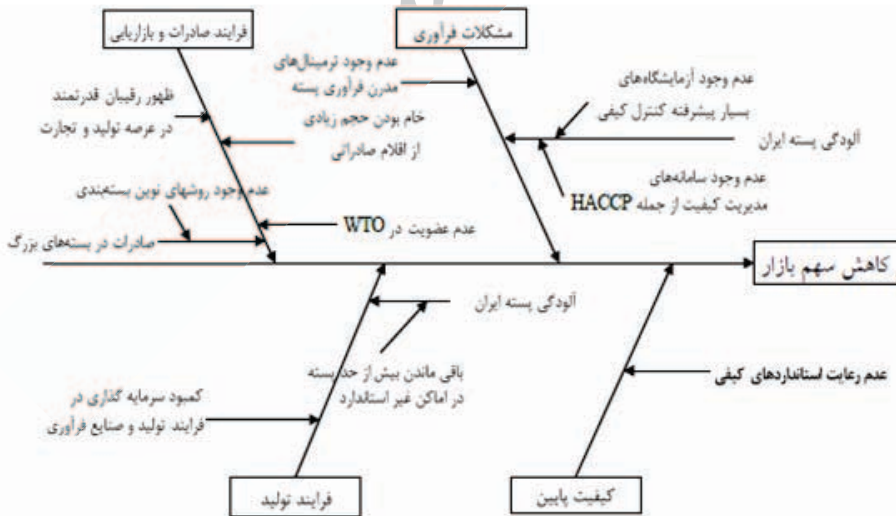 مشکلات فرآوری
فرایند صادرات و بازاریابی
عدم وجود آزمایشگاه‌های
بسیار پیشرفته کنترل کیفی
آلودگی پسته ایران
عدم وجود سامانه‌های
مدیریت کیفیت از جمله HACCP
عدم وجود ترمینال‌های
مدرن فرآوری پسته
خام بودن حجم زیادی
از اقلام صادراتی
ظهور رقیبان قدرتمند
در عرصه تولید و تجارت
عدم وجود روشهای نوین بسته‌بندی
عدم عضویت در WTO
صادرات در بسته‌های بزرگ
کاهش سهم بازار
آلودگی پسته ایران
باقی ماندن بیش از حد پسته
در اماکن غیر استاندارد
عدم رعایت استانداردهای کیفی
کمبود سرمایه گذاری در
فرایند تولید و صنایع فرآوری
کیفیت پایین
فرایند تولید